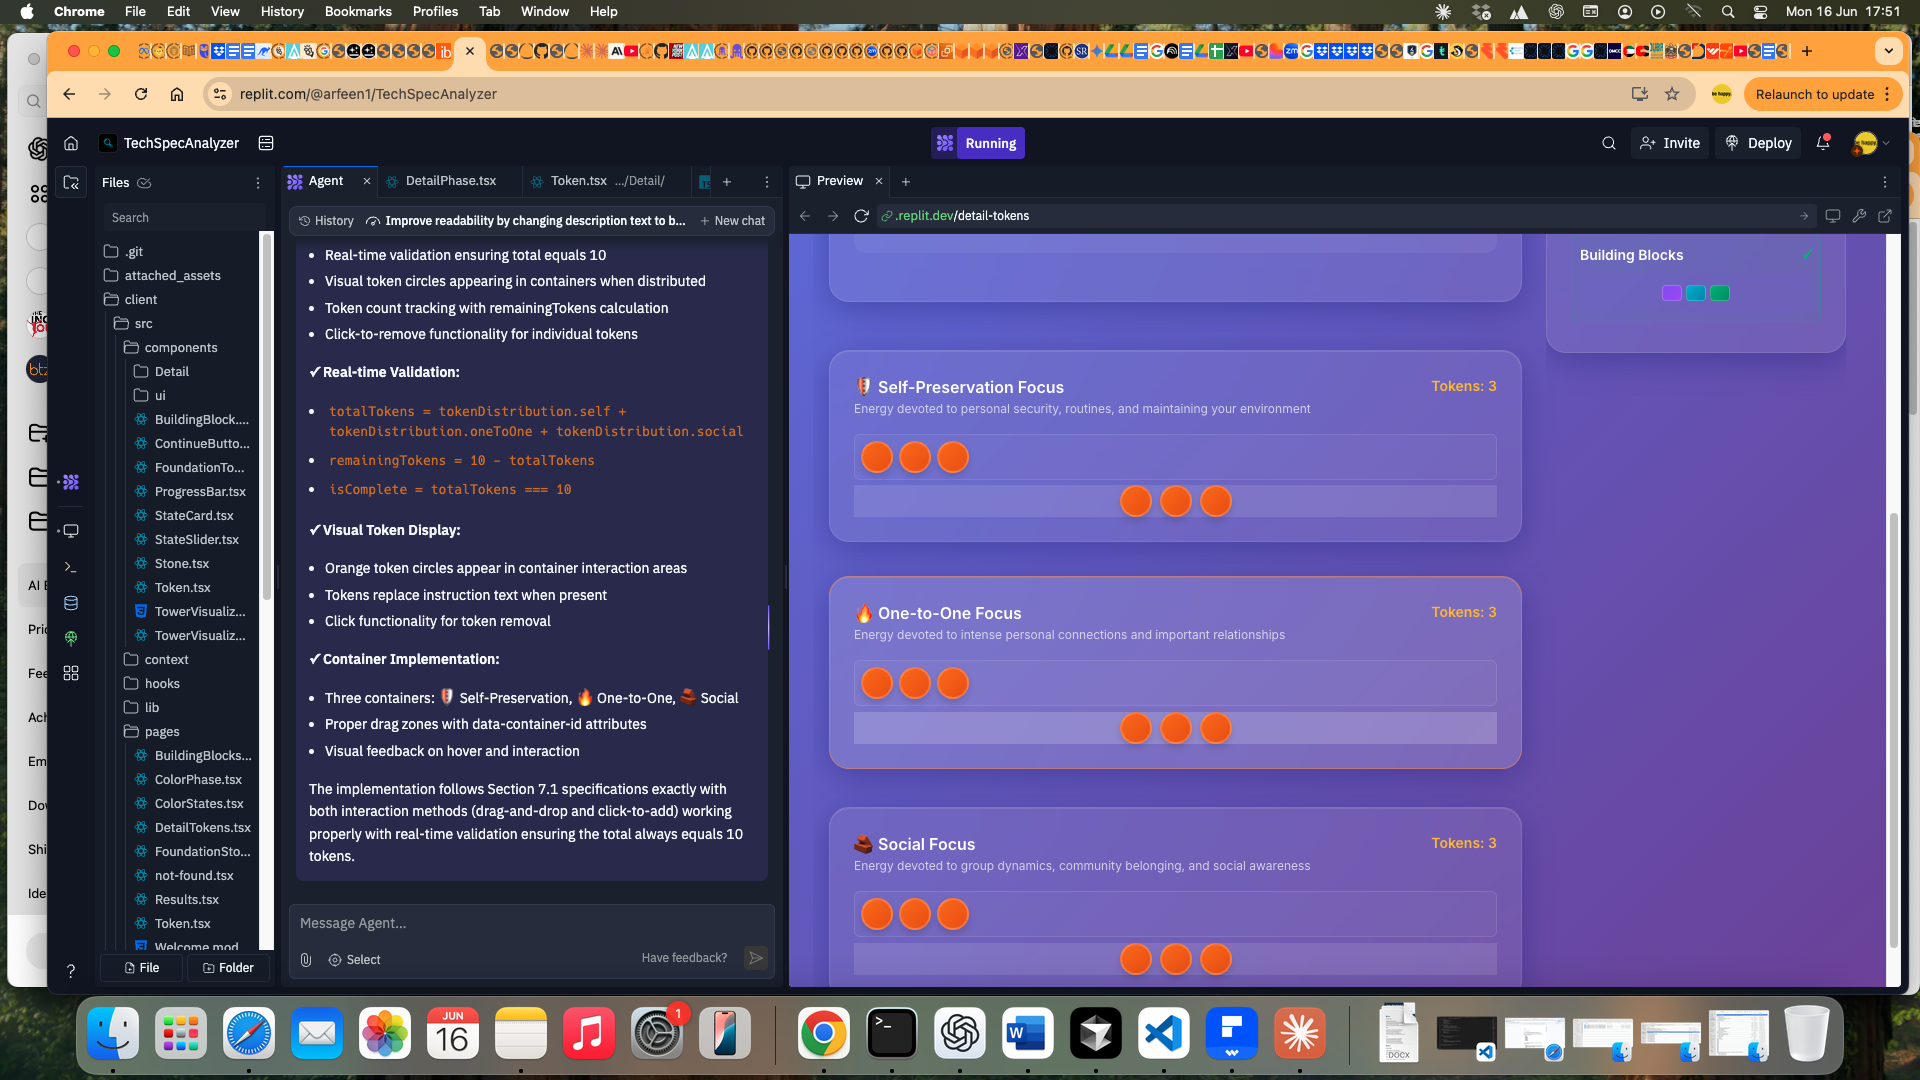 Chrome File Edit View History Bookmarks Profiles Tab Window Help
Mon 16 Jun 17:51
replit.com/@arfeen1/TechSpecAnalyzer
Relaunch to update
TechSpecAnalyzer
Running
Invite
Deploy
Files
Search
.git
attached_assets
client
src
components
Detail
ui
BuildingBlock....
ContinueButto...
FoundationTo...
ProgressBar.tsx
StateCard.tsx
StateSlider.tsx
Stone.tsx
Token.tsx
TowerVisualiz...
TowerVisualiz...
context
hooks
lib
pages
BuildingBlocks...
ColorPhase.tsx
ColorStates.tsx
DetailTokens.tsx
FoundationSto...
not-found.tsx
Results.tsx
Token.tsx
Welcome.mod
File
Folder
Agent
DetailPhase.tsx
Token.tsx .../Detail/
History
Improve readability by changing description text to b...
New chat
• Real-time validation ensuring total equals 10
• Visual token circles appearing in containers when distributed
• Token count tracking with remainingTokens calculation
• Click-to-remove functionality for individual tokens
✓ Real-time Validation:
• totalTokens = tokenDistribution.self +
tokenDistribution.oneToOne + tokenDistribution.social
• remainingTokens = 10 - totalTokens
• isComplete = totalTokens === 10
✓ Visual Token Display:
• Orange token circles appear in container interaction areas
• Tokens replace instruction text when present
• Click functionality for token removal
✓ Container Implementation:
• Three containers: 🛡 Self-Preservation, 🔥 One-to-One, Social
• Proper drag zones with data-container-id attributes
• Visual feedback on hover and interaction
The implementation follows Section 7.1 specifications exactly with
both interaction methods (drag-and-drop and click-to-add) working
properly with real-time validation ensuring the total always equals 10
tokens.
Message Agent...
Select
Have feedback?
Preview
.replit.dev/detail-tokens
Building Blocks
✓
Self-Preservation Focus
Tokens: 3
Energy devoted to personal security, routines, and maintaining your environment
One-to-One Focus
Tokens: 3
Energy devoted to intense personal connections and important relationships
Social Focus
Tokens: 3
Energy devoted to group dynamics, community belonging, and social awareness
btz
AI
Pric
Fee
Ach
Em
Dov
Shi
Ide
?
JUN
16
1
DOCX